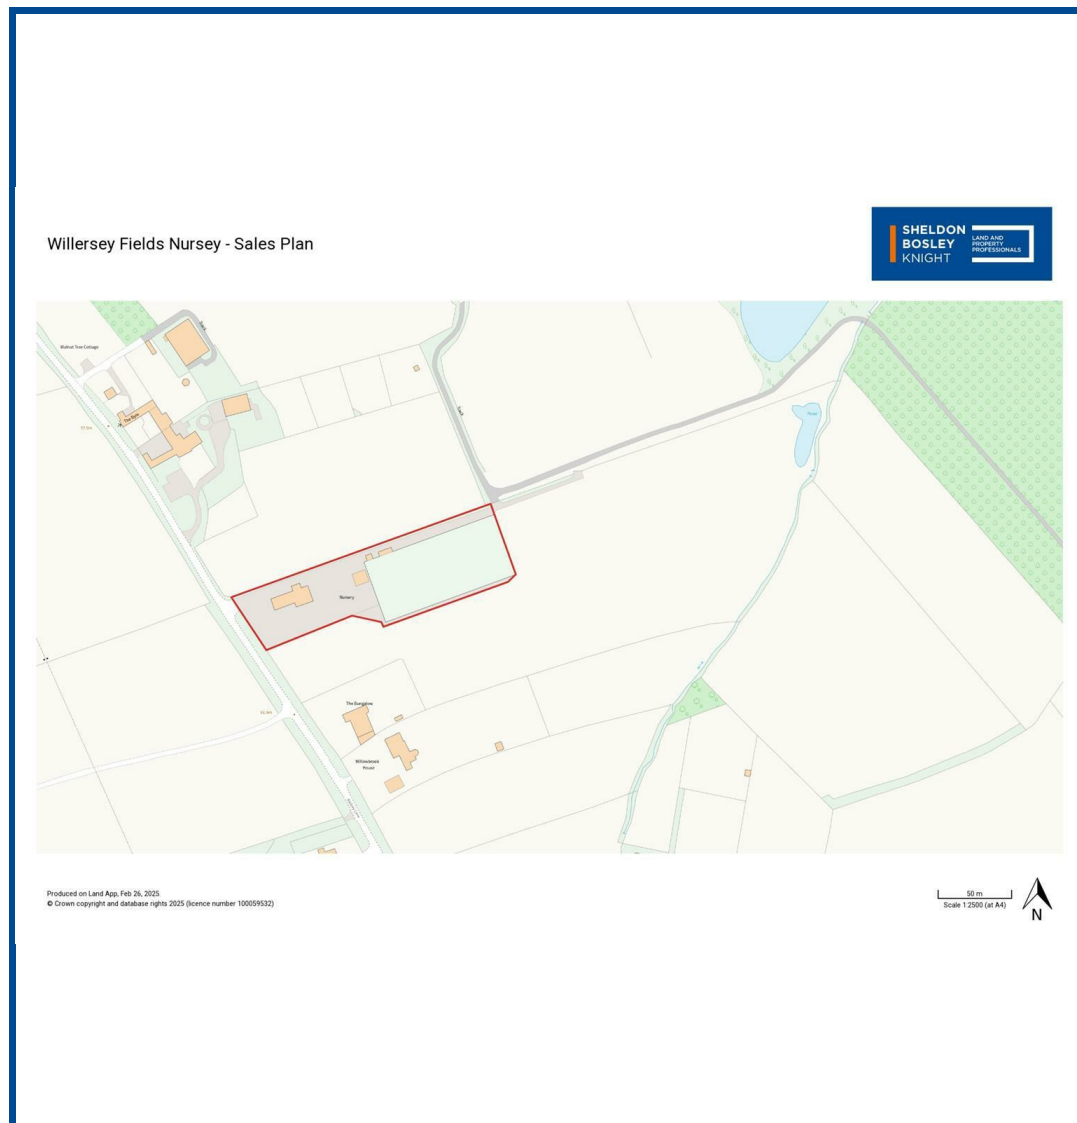 Willersey Fields Nursey - Sales Plan
SHELDON
BOSLEY
KNIGHT
LAND AND
PROPERTY
PROFESSIONALS
Walnut Tree Cottage
Track
The Barn
Track
Pond
Nursery
The Bungalow
Willowbrook
House
Produced on Land App, Feb 26, 2025.
© Crown copyright and database rights 2025 (licence number 100059532)
50 m
Scale 1:2500 (at A4)
N